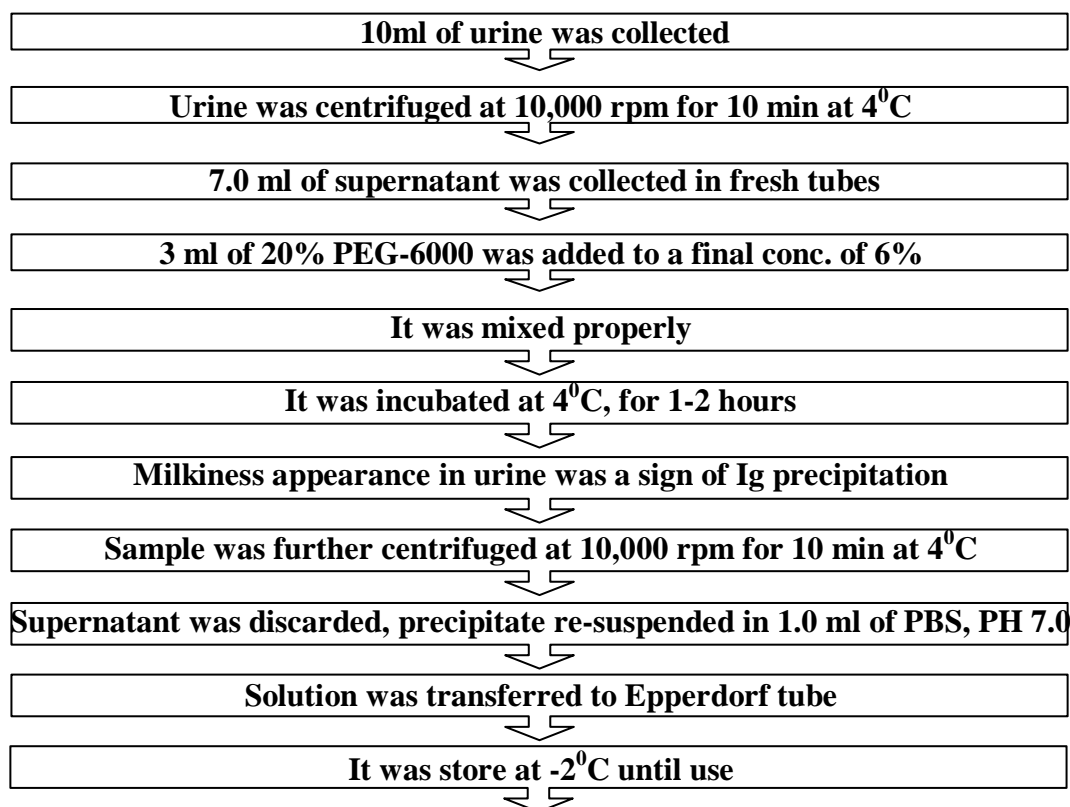 10ml of urine was collected
Urine was centrifuged at 10,000 rpm for 10 min at 4⁰C
7.0 ml of supernatant was collected in fresh tubes
3 ml of 20% PEG-6000 was added to a final conc. of 6%
It was mixed properly
It was incubated at 4⁰C, for 1-2 hours
Milkiness appearance in urine was a sign of Ig precipitation
Sample was further centrifuged at 10,000 rpm for 10 min at 4⁰C
Supernatant was discarded, precipitate re-suspended in 1.0 ml of PBS, PH 7.0
Solution was transferred to Epperdorf tube
It was store at -2⁰C until use